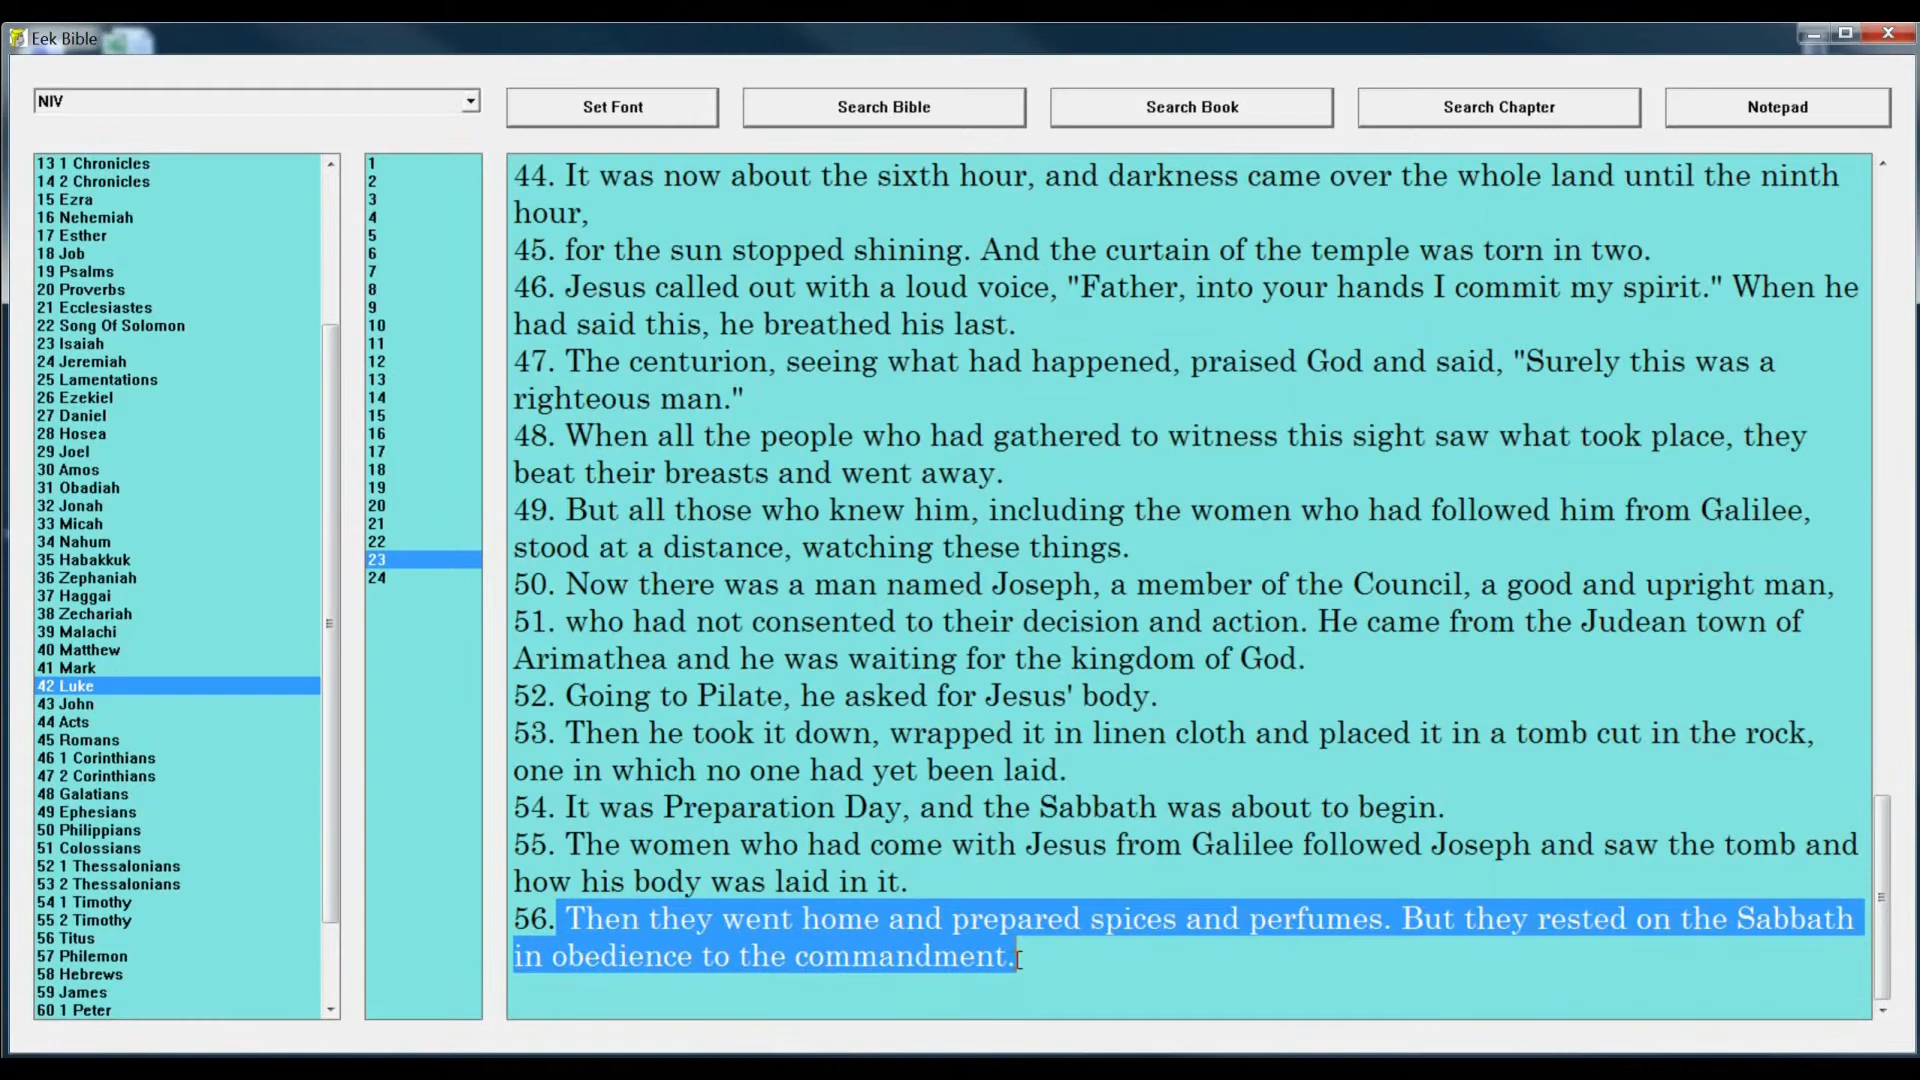 Eek Bible
NIV
Set Font
Search Bible
Search Book
Search Chapter
Notepad
13 1 Chronicles
14 2 Chronicles
15 Ezra
16 Nehemiah
17 Esther
18 Job
19 Psalms
20 Proverbs
21 Ecclesiastes
22 Song Of Solomon
23 Isaiah
24 Jeremiah
25 Lamentations
26 Ezekiel
27 Daniel
28 Hosea
29 Joel
30 Amos
31 Obadiah
32 Jonah
33 Micah
34 Nahum
35 Habakkuk
36 Zephaniah
37 Haggai
38 Zechariah
39 Malachi
40 Matthew
41 Mark
42 Luke
43 John
44 Acts
45 Romans
46 1 Corinthians
47 2 Corinthians
48 Galatians
49 Ephesians
50 Philippians
51 Colossians
52 1 Thessalonians
53 2 Thessalonians
54 1 Timothy
55 2 Timothy
56 Titus
57 Philemon
58 Hebrews
59 James
60 1 Peter
1
2
3
4
5
6
7
8
9
10
11
12
13
14
15
16
17
18
19
20
21
22
23
24
44. It was now about the sixth hour, and darkness came over the whole land until the ninth
hour,
45. for the sun stopped shining. And the curtain of the temple was torn in two.
46. Jesus called out with a loud voice, "Father, into your hands I commit my spirit." When he
had said this, he breathed his last.
47. The centurion, seeing what had happened, praised God and said, "Surely this was a
righteous man."
48. When all the people who had gathered to witness this sight saw what took place, they
beat their breasts and went away.
49. But all those who knew him, including the women who had followed him from Galilee,
stood at a distance, watching these things.
50. Now there was a man named Joseph, a member of the Council, a good and upright man,
51. who had not consented to their decision and action. He came from the Judean town of
Arimathea and he was waiting for the kingdom of God.
52. Going to Pilate, he asked for Jesus' body.
53. Then he took it down, wrapped it in linen cloth and placed it in a tomb cut in the rock,
one in which no one had yet been laid.
54. It was Preparation Day, and the Sabbath was about to begin.
55. The women who had come with Jesus from Galilee followed Joseph and saw the tomb and
how his body was laid in it.
56. Then they went home and prepared spices and perfumes. But they rested on the Sabbath
in obedience to the commandment.